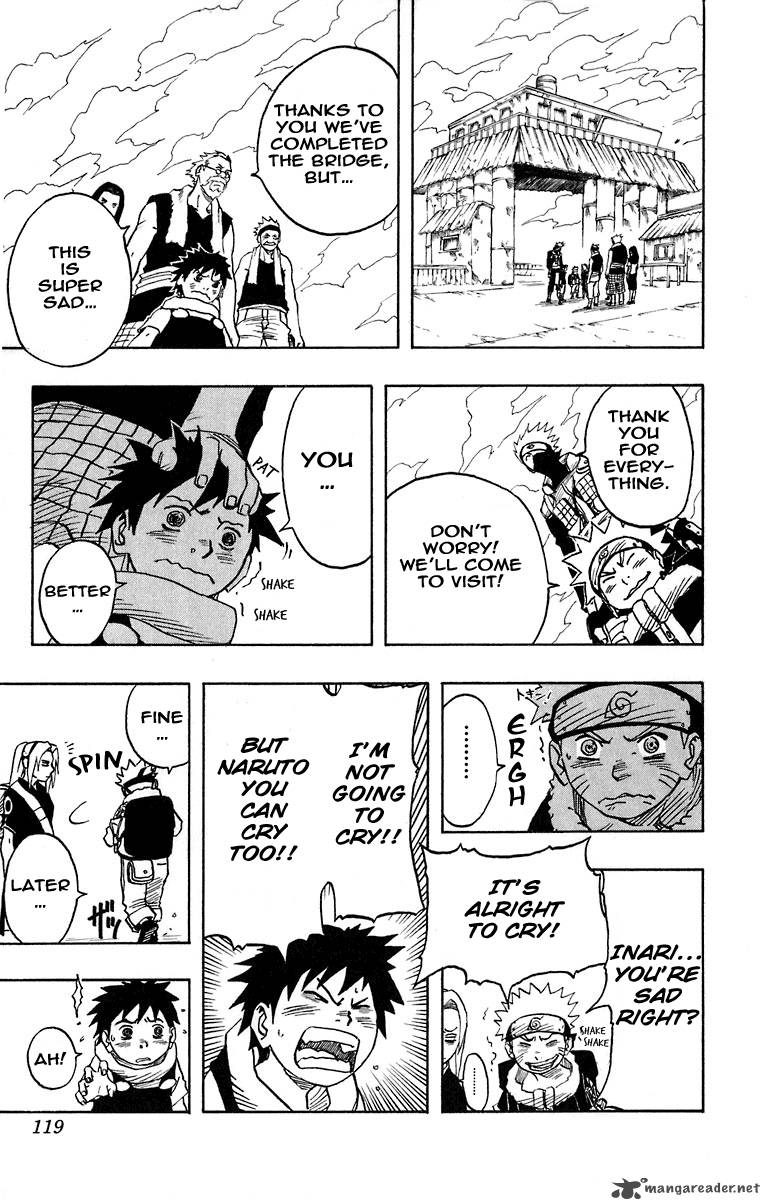 THANKS TO
YOU WE'VE
COMPLETED
THE BRIDGE,
BUT...
THIS
IS
SUPER
SAD...
THANK
YOU
FOR
EVERY-
THING.
DON'T
WORRY!
WE'LL COME
TO VISIT!
YOU
...
PAT
BETTER
...
SHAKE
SHAKE
ERGH
..........
INARI...
YOU'RE
SAD
RIGHT?
IT'S
ALRIGHT
TO CRY!
SHAKE
SHAKE
......
I'M
NOT
GOING
TO
CRY!!
BUT
NARUTO
YOU
CAN
CRY
TOO!!
FINE
...
SPIN
LATER
...
AH!
119
mangareader.net